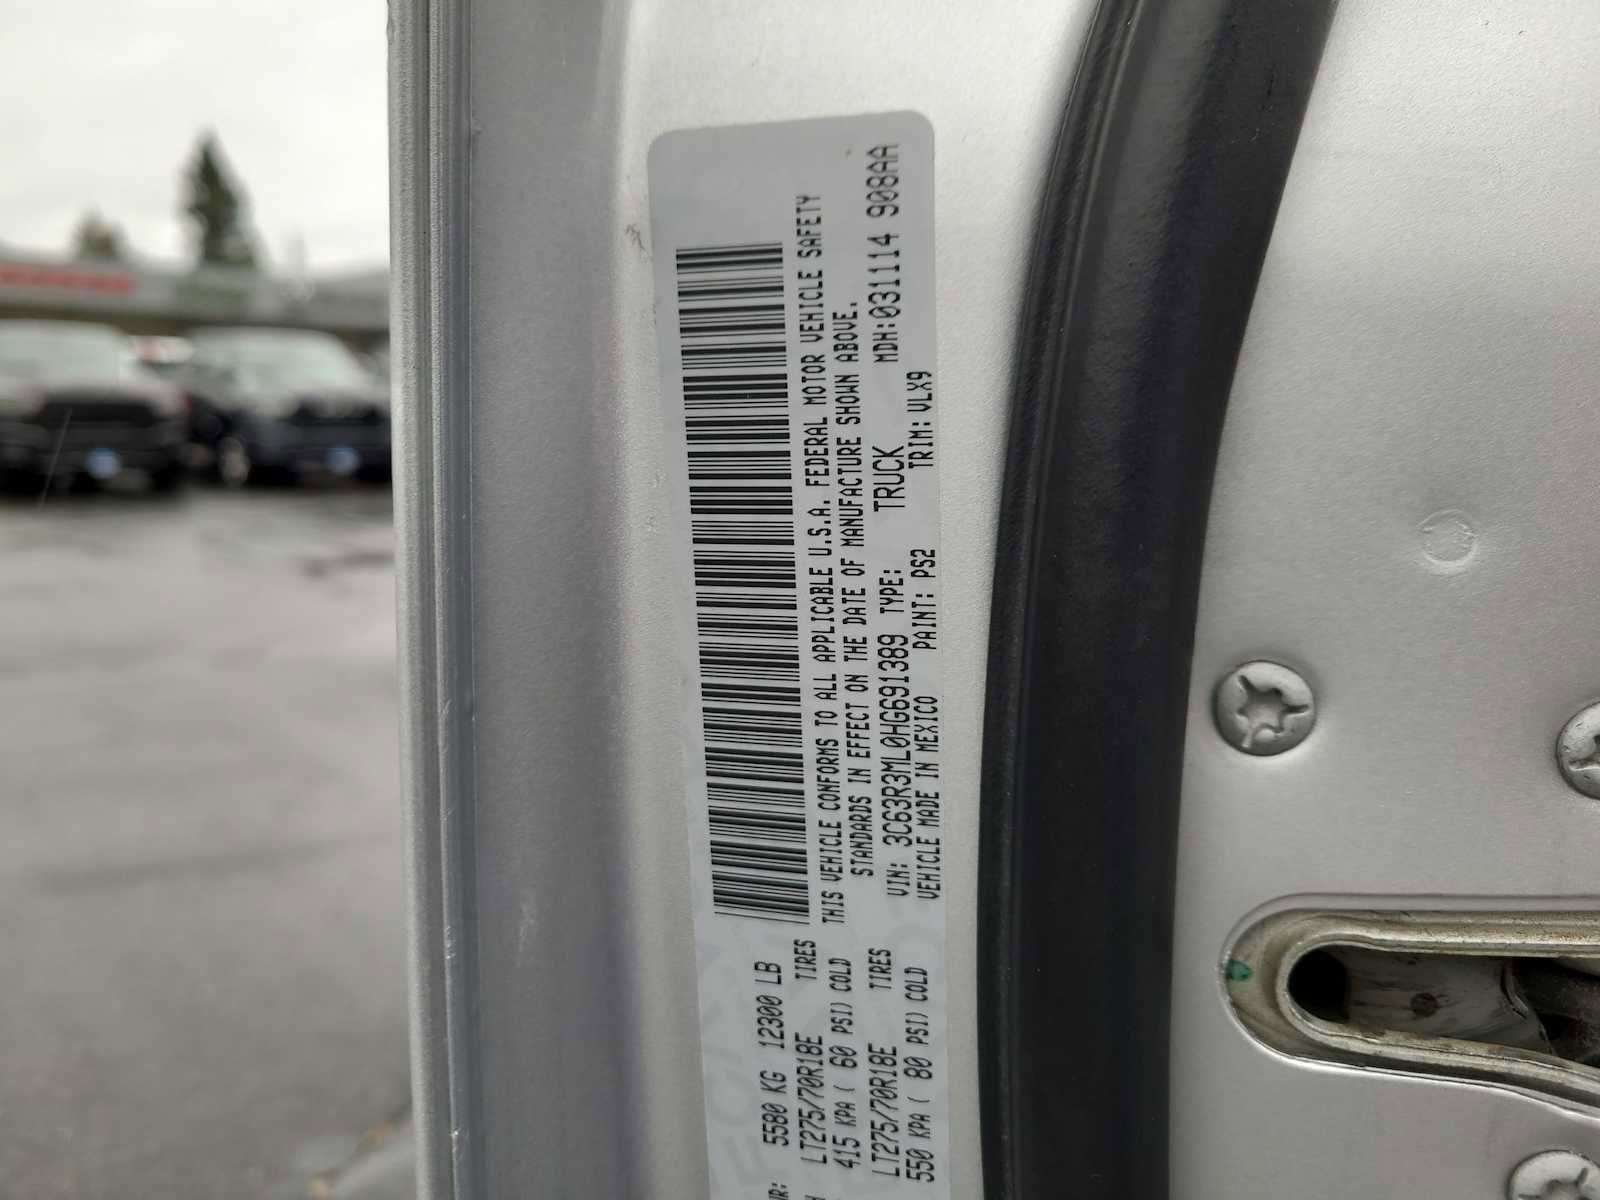 5580 KG 12300 LB
LT275/70R18E TIRES
415 KPA ( 60 PSI) COLD
LT275/70R18E TIRES
550 KPA ( 80 PSI) COLD
THIS VEHICLE CONFORMS TO ALL APPLICABLE U.S.A. FEDERAL MOTOR VEHICLE SAFETY
STANDARDS IN EFFECT ON THE DATE OF MANUFACTURE SHOWN ABOVE.
VIN: 3C63R3ML0HG691389 TYPE: TRUCK MDH:031114 908AA
VEHICLE MADE IN MEXICO PAINT: PS2 TRIM: VLX9